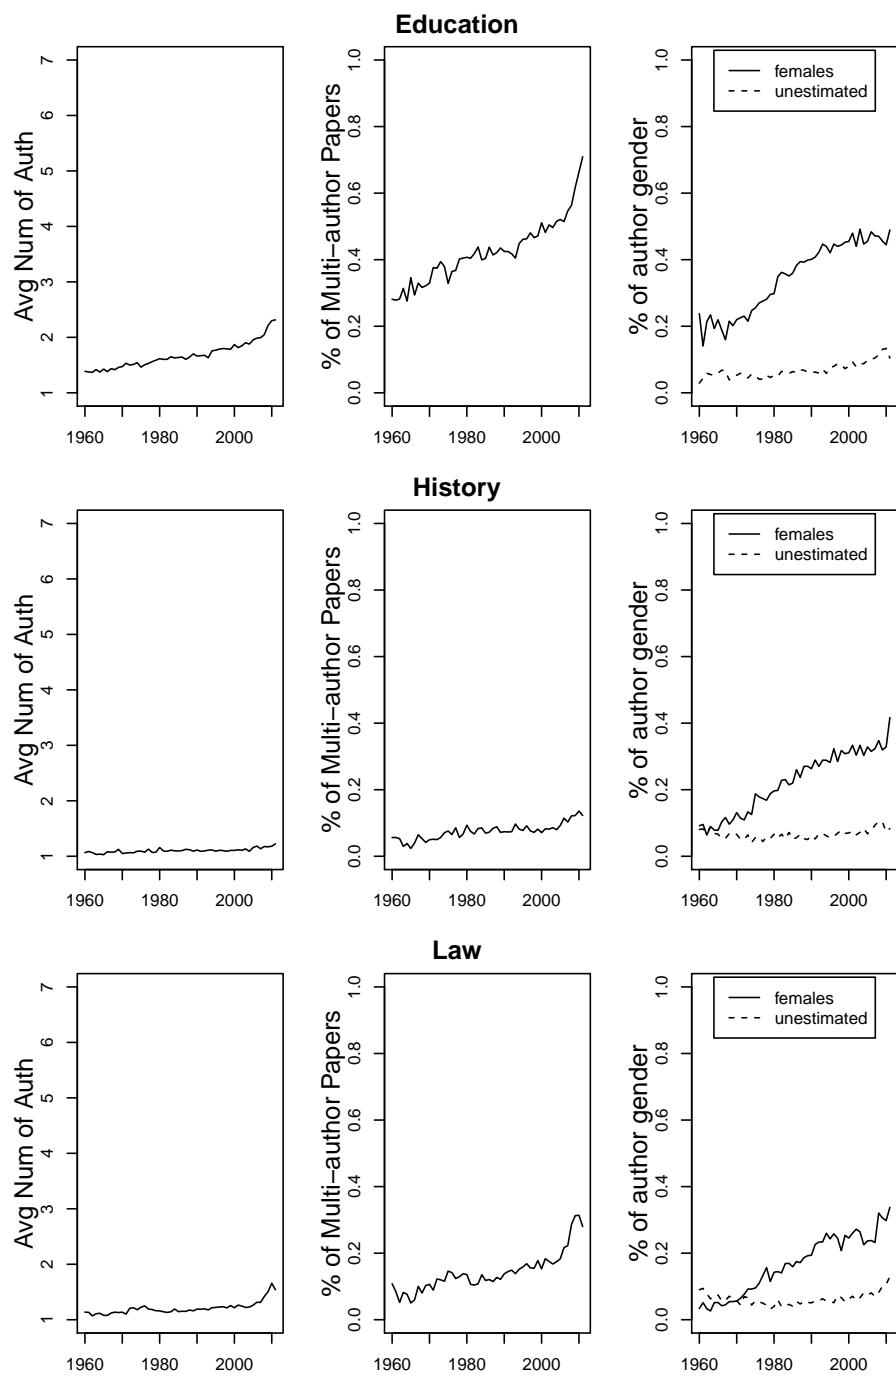 Education
Avg Num of Auth
7
6
5
4
3
2
1
1960 1980 2000
% of Multi−author Papers
1.0
0.8
0.6
0.4
0.2
0.0
1960 1980 2000
% of author gender
1.0
0.8
0.6
0.4
0.2
0.0
females
unestimated
1960 1980 2000
History
Avg Num of Auth
7
6
5
4
3
2
1
1960 1980 2000
% of Multi−author Papers
1.0
0.8
0.6
0.4
0.2
0.0
1960 1980 2000
% of author gender
1.0
0.8
0.6
0.4
0.2
0.0
females
unestimated
1960 1980 2000
Law
Avg Num of Auth
7
6
5
4
3
2
1
1960 1980 2000
% of Multi−author Papers
1.0
0.8
0.6
0.4
0.2
0.0
1960 1980 2000
% of author gender
1.0
0.8
0.6
0.4
0.2
0.0
females
unestimated
1960 1980 2000